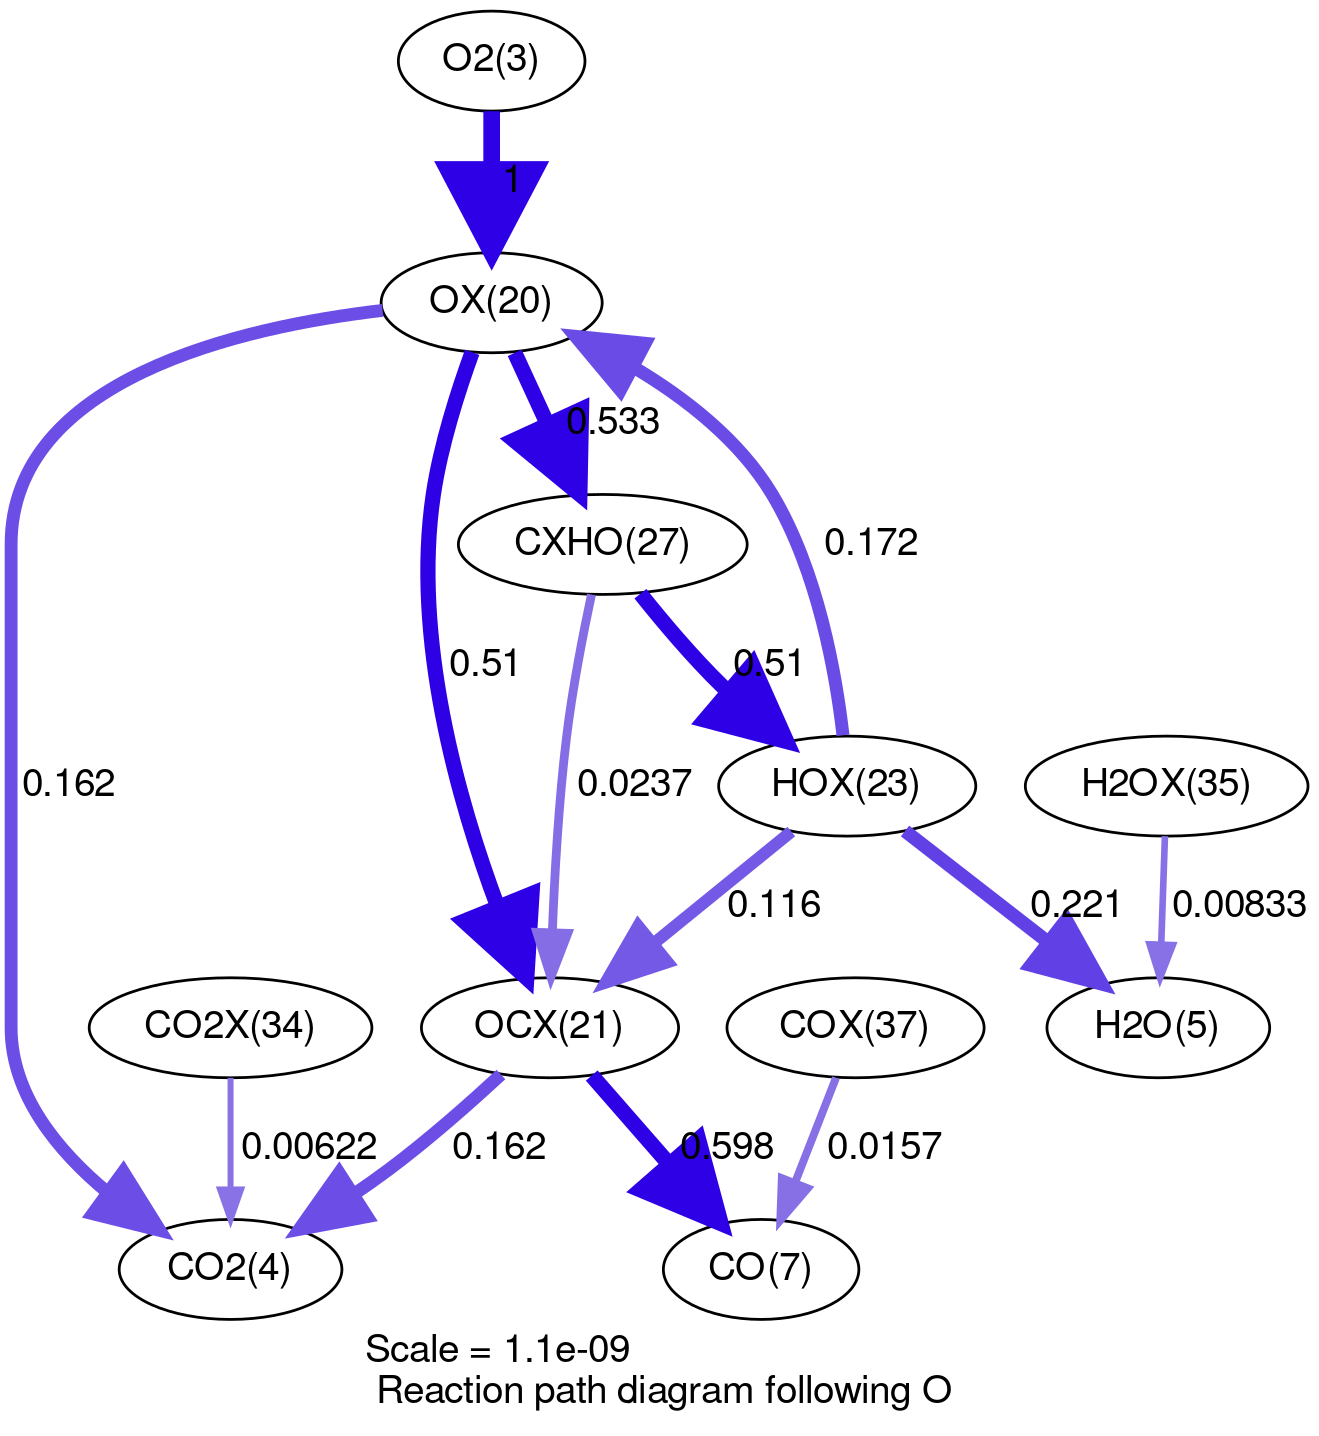 O2(3)
1
OX(20)
0.533
CXHO(27)
0.172
0.51
0.51
0.162
0.0237
HOX(23)
H2OX(35)
0.116
0.221
0.00833
CO2X(34)
OCX(21)
COX(37)
H2O(5)
0.00622
0.162
0.598
0.0157
CO2(4)
CO(7)
Scale = 1.1e-09
Reaction path diagram following O